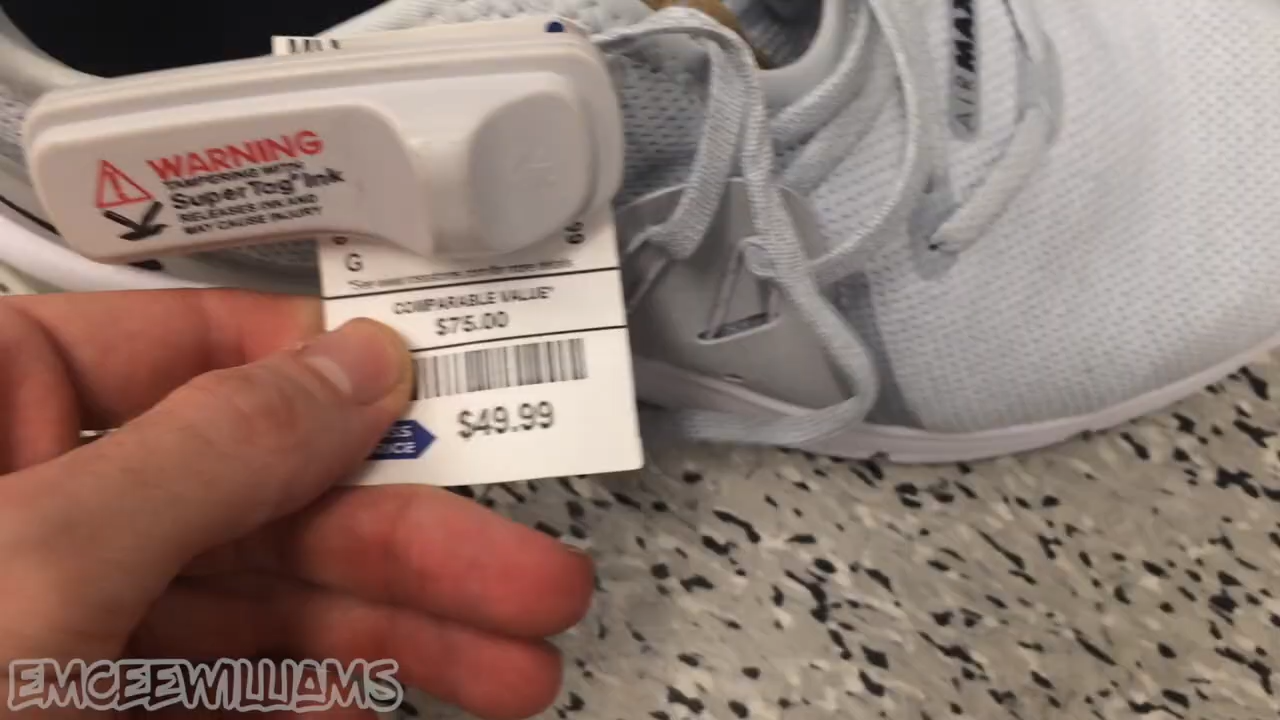 WARNING
TAMPERING WITH
SuperTag® Ink
RELEASES INK AND
MAY CAUSE INJURY
G
COMPARABLE VALUE*
$75.00
$49.99
AIR MAX
EMCEEWILLIAMS